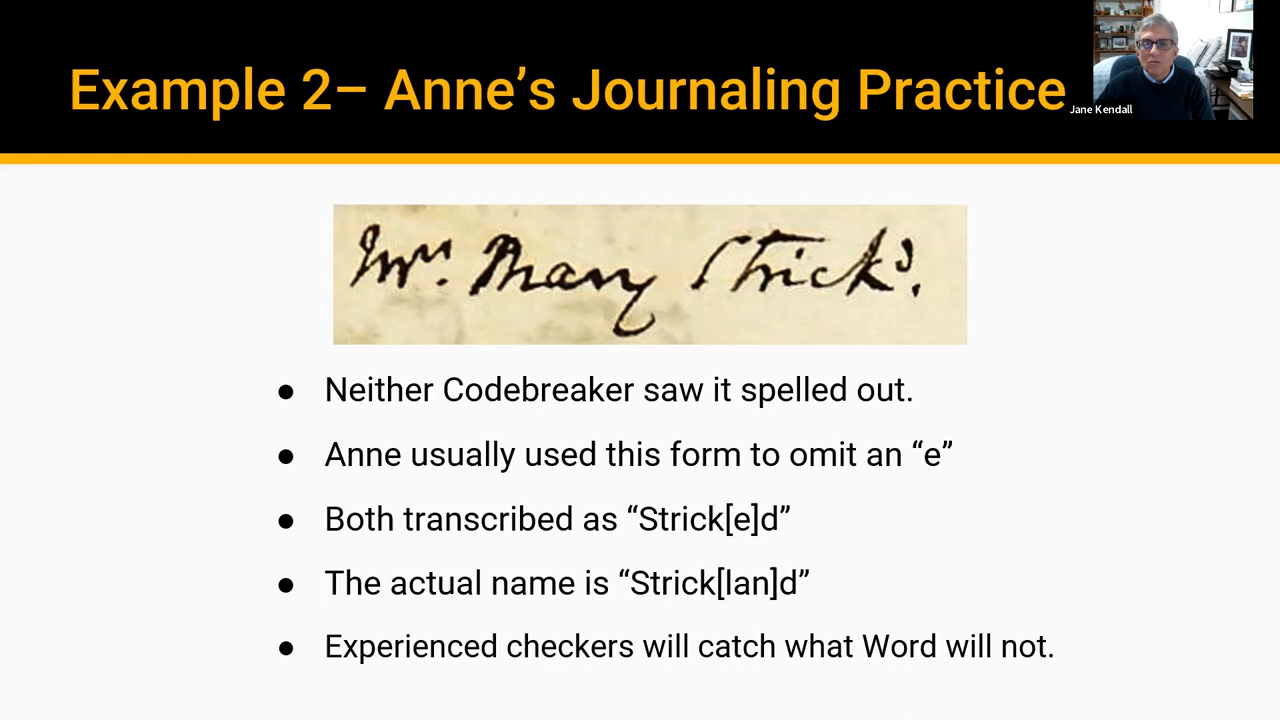 Example 2– Anne’s Journaling Practice
Jane Kendall
Mrs. Mary Strickd.
● Neither Codebreaker saw it spelled out.
● Anne usually used this form to omit an “e”
● Both transcribed as “Strick[e]d”
● The actual name is “Strick[lan]d”
● Experienced checkers will catch what Word will not.